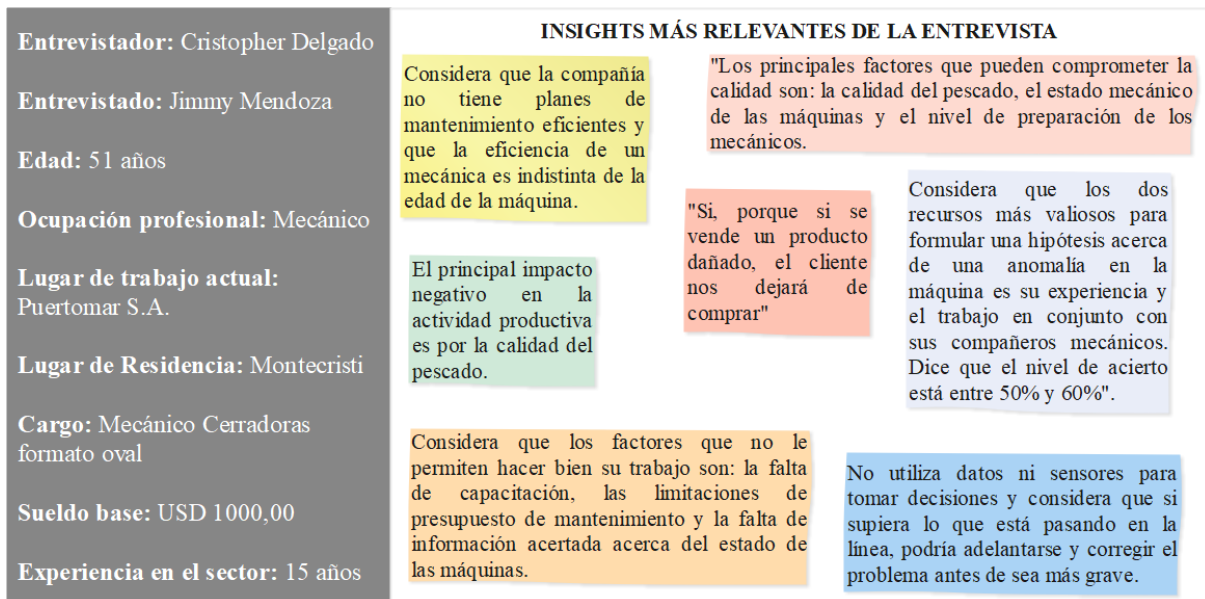 Entrevistador: Cristopher Delgado
Entrevistado: Jimmy Mendoza
Edad: 51 años
Ocupación profesional: Mecánico
Lugar de trabajo actual:
Puertomar S.A.
Lugar de Residencia: Montecristi
Cargo: Mecánico Cerradoras
formato oval
Sueldo base: USD 1000,00
Experiencia en el sector: 15 años
INSIGHTS MÁS RELEVANTES DE LA ENTREVISTA
Considera que la compañía
no tiene planes de
mantenimiento eficientes y
que la eficiencia de un
mecánica es indistinta de la
edad de la máquina.
"Los principales factores que pueden comprometer la
calidad son: la calidad del pescado, el estado mecánico
de las máquinas y el nivel de preparación de los
mecánicos.
"Si, porque si se
vende un producto
dañado, el cliente
nos dejará de
comprar"
Considera que los dos
recursos más valiosos para
formular una hipótesis acerca
de una anomalía en la
máquina es su experiencia y
el trabajo en conjunto con
sus compañeros mecánicos.
Dice que el nivel de acierto
está entre 50% y 60%".
El principal impacto
negativo en la
actividad productiva
es por la calidad del
pescado.
Considera que los factores que no le
permiten hacer bien su trabajo son: la falta
de capacitación, las limitaciones de
presupuesto de mantenimiento y la falta de
información acertada acerca del estado de
las máquinas.
No utiliza datos ni sensores para
tomar decisiones y considera que si
supiera lo que está pasando en la
línea, podría adelantarse y corregir el
problema antes de sea más grave.